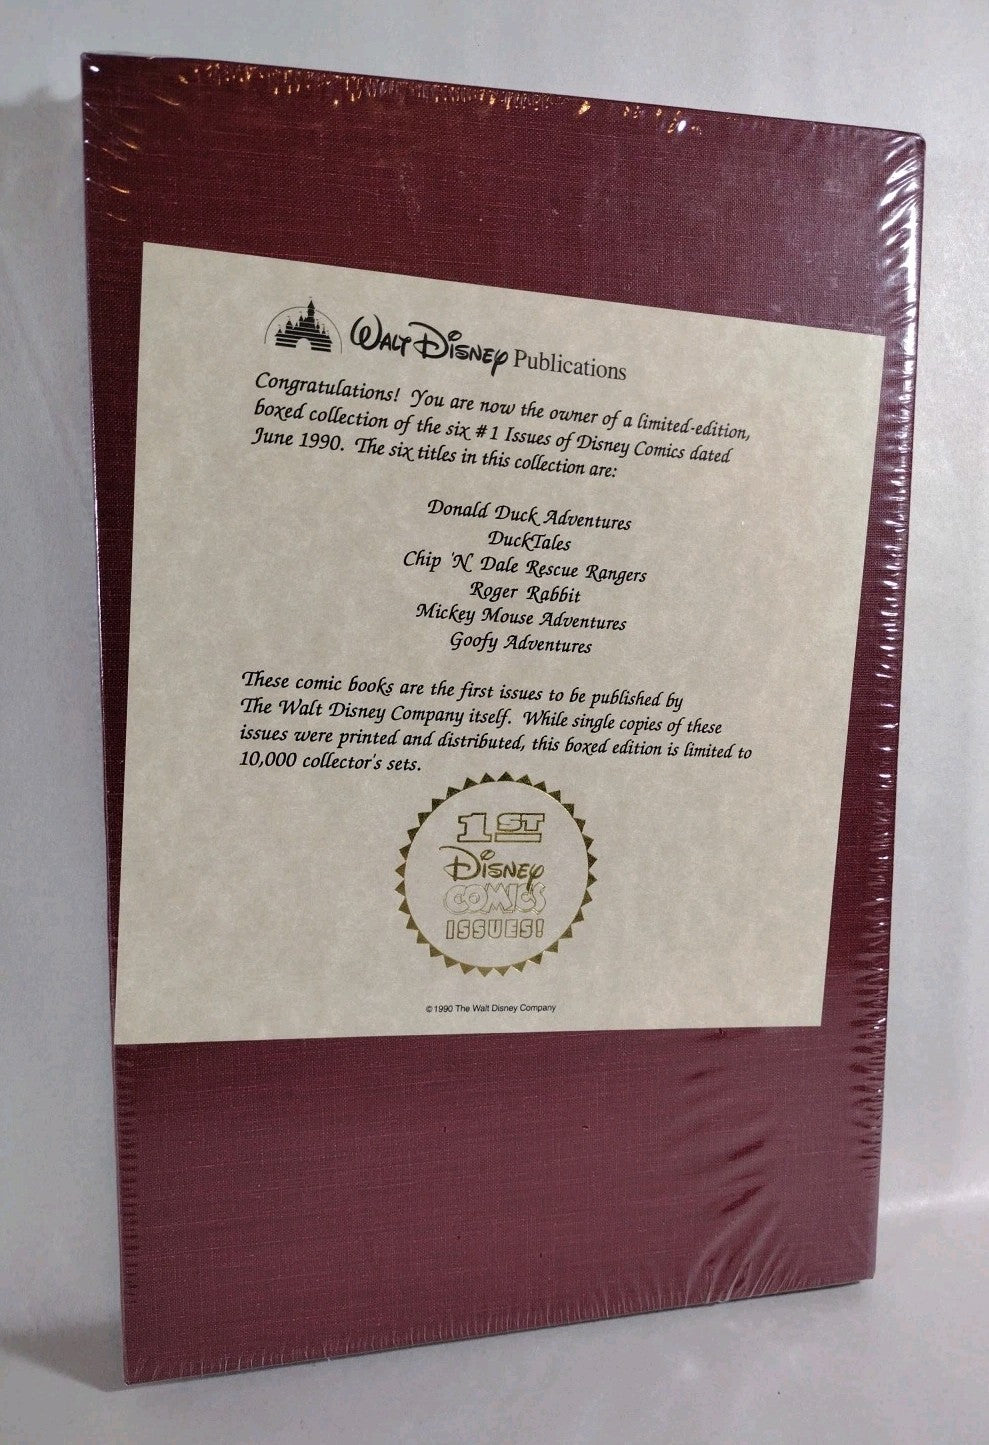 WALT DISNEY Publications
Congratulations! You are now the owner of a limited-edition,
boxed collection of the six #1 Issues of Disney Comics dated
June 1990. The six titles in this collection are:
Donald Duck Adventures
DuckTales
Chip 'N' Dale Rescue Rangers
Roger Rabbit
Mickey Mouse Adventures
Goofy Adventures
These comic books are the first issues to be published by
The Walt Disney Company itself. While single copies of these
issues were printed and distributed, this boxed edition is limited to
10,000 collector's sets.
1ST
DISNEY
COMICS
ISSUES!
©1990 The Walt Disney Company